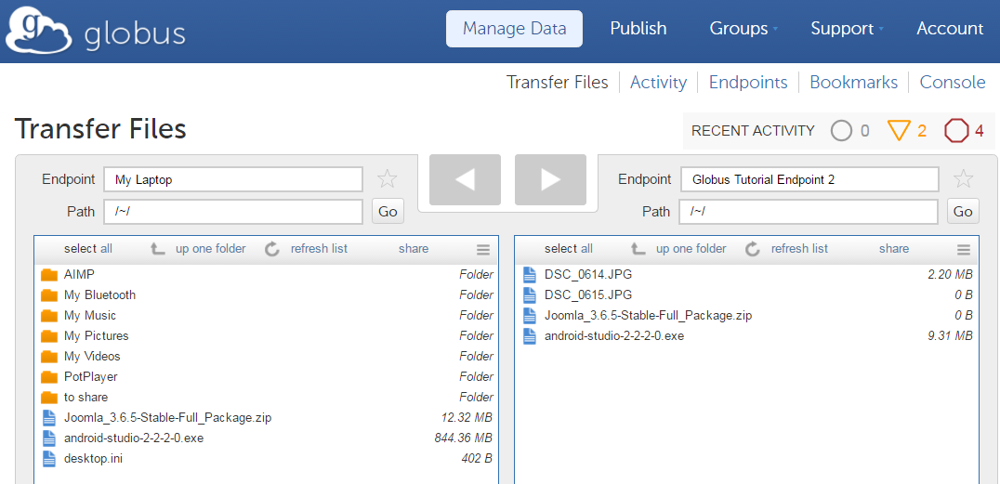 g globus Manage Data Publish Groups Support Account
Transfer Files Activity Endpoints Bookmarks Console
Transfer Files RECENT ACTIVITY 0 2 4
Endpoint My Laptop Endpoint Globus Tutorial Endpoint 2
Path /~/ Go Path /~/ Go
select all up one folder refresh list share select all up one folder refresh list share
AIMP Folder DSC_0614.JPG 2.20 MB
My Bluetooth Folder DSC_0615.JPG 0 B
My Music Folder Joomla_3.6.5-Stable-Full_Package.zip 0 B
My Pictures Folder android-studio-2-2-2-0.exe 9.31 MB
My Videos Folder
PotPlayer Folder
to share Folder
Joomla_3.6.5-Stable-Full_Package.zip 12.32 MB
android-studio-2-2-2-0.exe 844.36 MB
desktop.ini 402 B